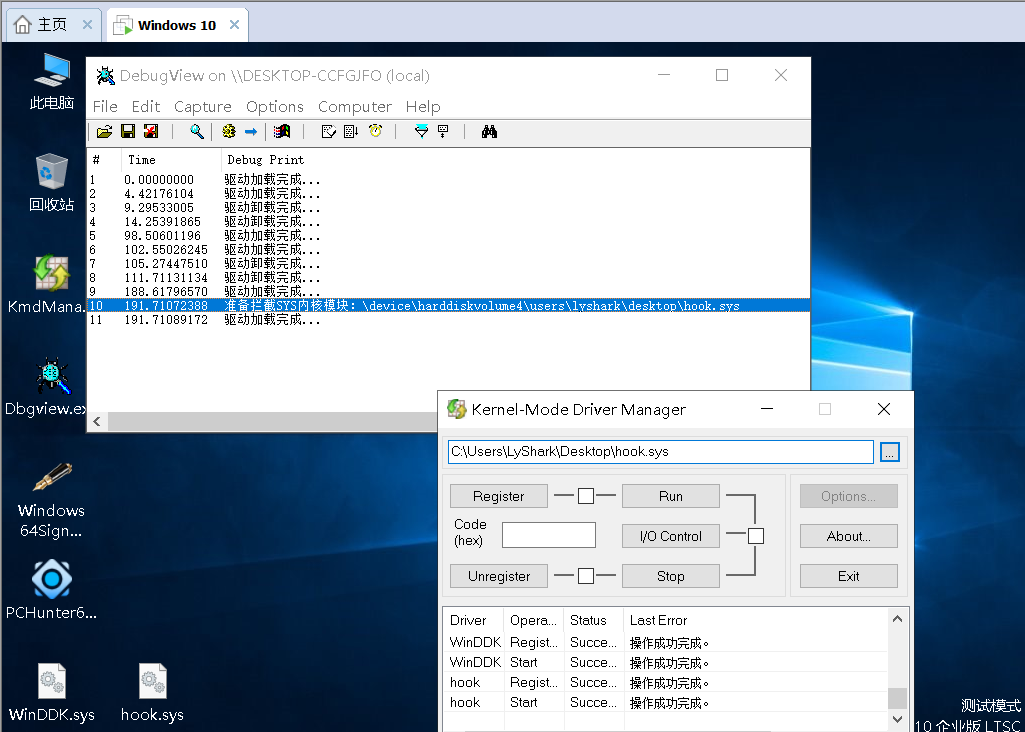 主页
Windows 10
此电脑
回收站
KmdMana.
Dbgview.ex
Windows
64Sign...
PCHunter6...
WinDDK.sys
hook.sys
DebugView on \\DESKTOP-CCFGJFO (local)
File Edit Capture Options Computer Help
# Time Debug Print
1 0.00000000 驱动加载完成...
2 4.42176104 驱动加载完成...
3 9.29533005 驱动卸载完成...
4 14.25391865 驱动卸载完成...
5 98.50601196 驱动加载完成...
6 102.55026245 驱动加载完成...
7 105.27447510 驱动卸载完成...
8 111.71131134 驱动卸载完成...
9 188.61796570 驱动加载完成...
10 191.71072388 准备拦截SYS内核模块：\device\harddiskvolume4\users\lyshark\desktop\hook.sys
11 191.71089172 驱动加载完成...
Kernel-Mode Driver Manager
C:\Users\LyShark\Desktop\hook.sys ...
Register Run Options...
Code
(hex)
I/O Control About...
Unregister Stop Exit
Driver Opera... Status Last Error
WinDDK Regist... Succe... 操作成功完成。
WinDDK Start Succe... 操作成功完成。
hook Regist... Succe... 操作成功完成。
hook Start Succe... 操作成功完成。
测试模式
10 企业版 LTSC